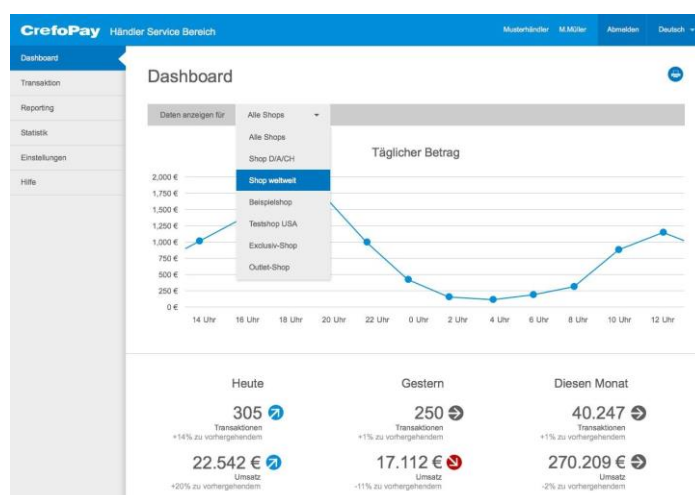 CrefoPay Händler Service Bereich Musterhändler M.Müller Abmelden Deutsch
Dashboard
Transaktion
Reporting
Statistik
Einstellungen
Hilfe
Dashboard
Daten anzeigen für Alle Shops
Alle Shops
Shop D/A/CH
Shop weltweit
Beispielshop
Testshop USA
Exclusiv-Shop
Outlet-Shop
Täglicher Betrag
2,000 €
1,750 €
1,500 €
1,250 €
1,000 €
750 €
500 €
250 €
0 €
14 Uhr 16 Uhr 18 Uhr 20 Uhr 22 Uhr 0 Uhr 2 Uhr 4 Uhr 6 Uhr 8 Uhr 10 Uhr 12 Uhr
Heute Gestern Diesen Monat
305 250 40.247
Transaktionen Transaktionen Transaktionen
+14% zu vorhergehendem +1% zu vorhergehendem +1% zu vorhergehendem
22.542 € 17.112 € 270.209 €
Umsatz Umsatz Umsatz
+20% zu vorhergehendem -11% zu vorhergehendem -2% zu vorhergehendem